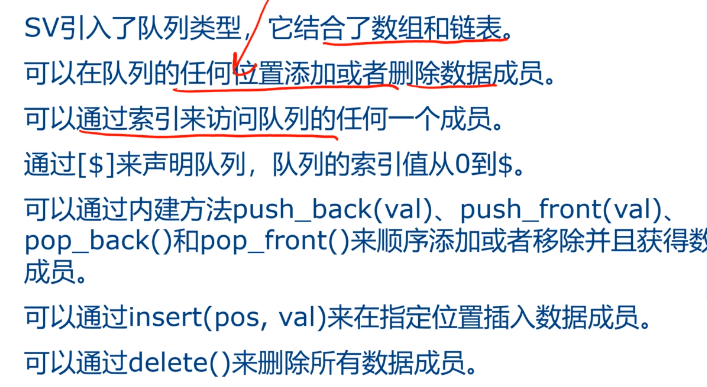 SV引入了队列类型，它结合了数组和链表。
可以在队列的任何位置添加或者删除数据成员。
可以通过索引来访问队列的任何一个成员。
通过[$]来声明队列，队列的索引值从0到$。
可以通过内建方法push_back(val)、push_front(val)、
pop_back()和pop_front()来顺序添加或者移除并且获得数
成员。
可以通过insert(pos, val)来在指定位置插入数据成员。
可以通过delete()来删除所有数据成员。